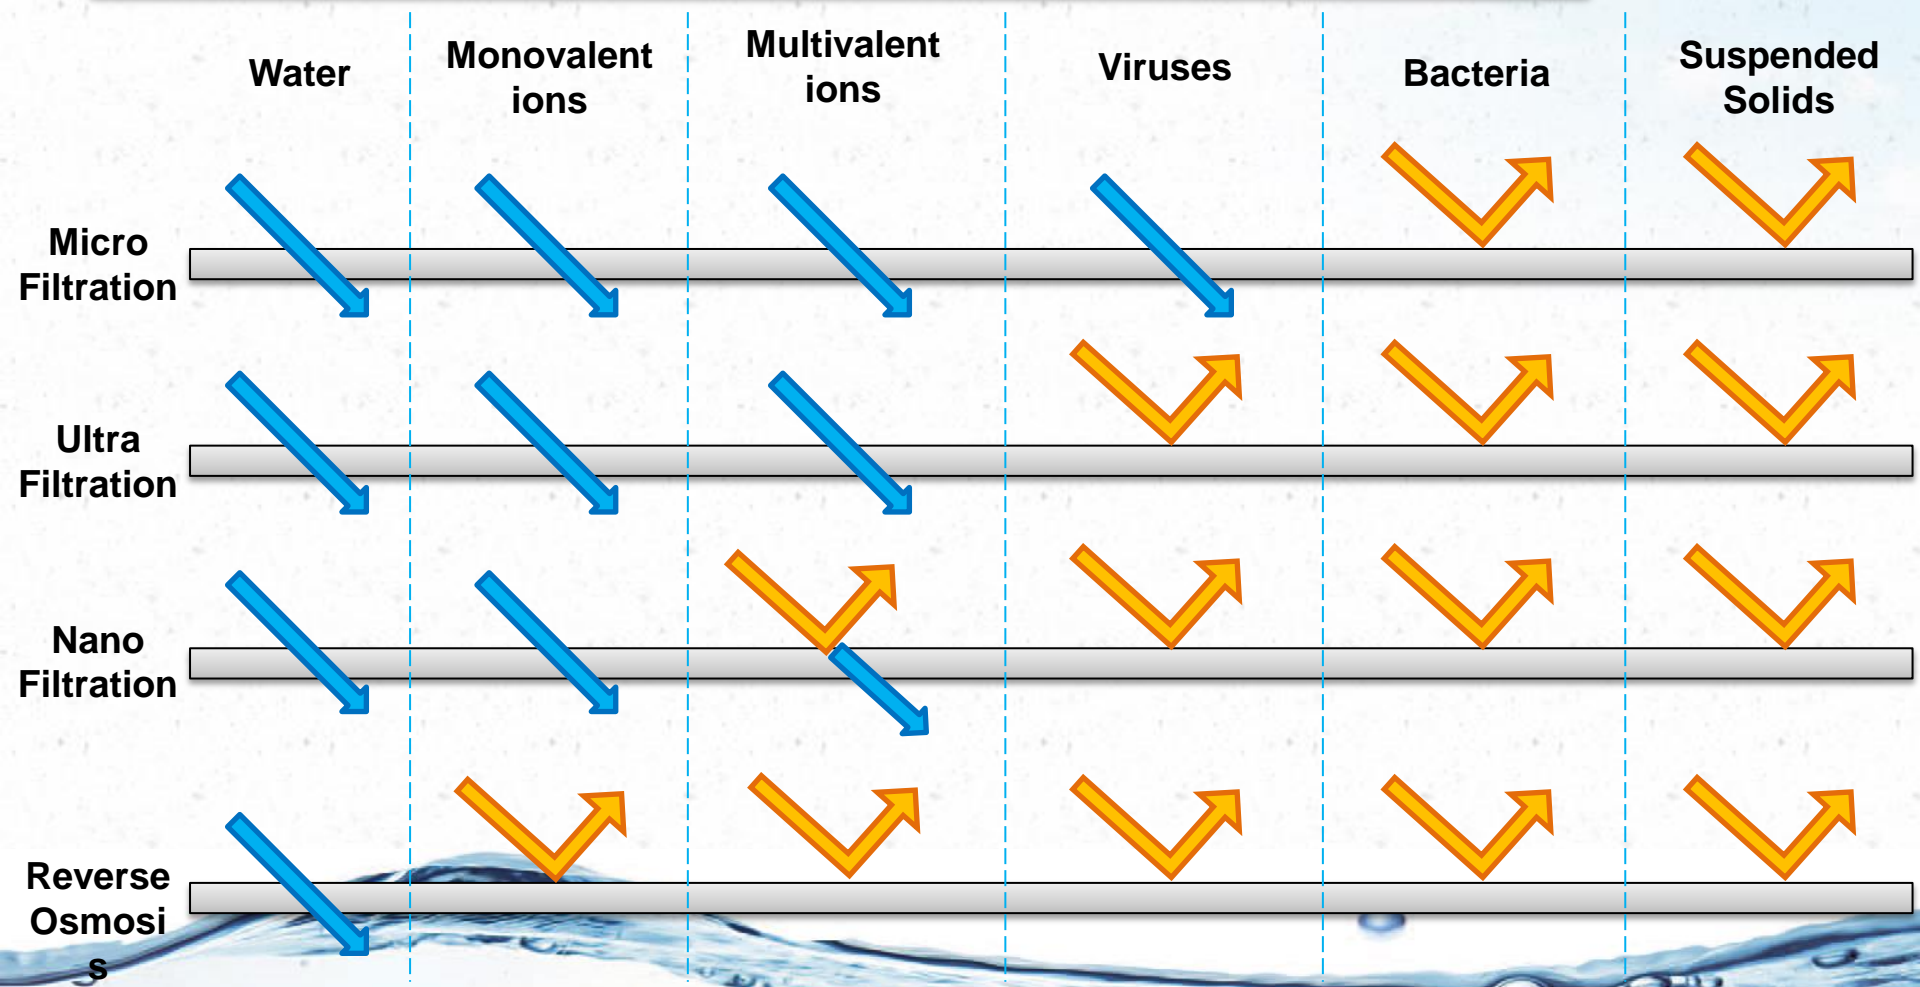 Water
Monovalent
ions
Multivalent
ions
Viruses
Bacteria
Suspended
Solids
Micro
Filtration
Ultra
Filtration
Nano
Filtration
Reverse
Osmosi
s